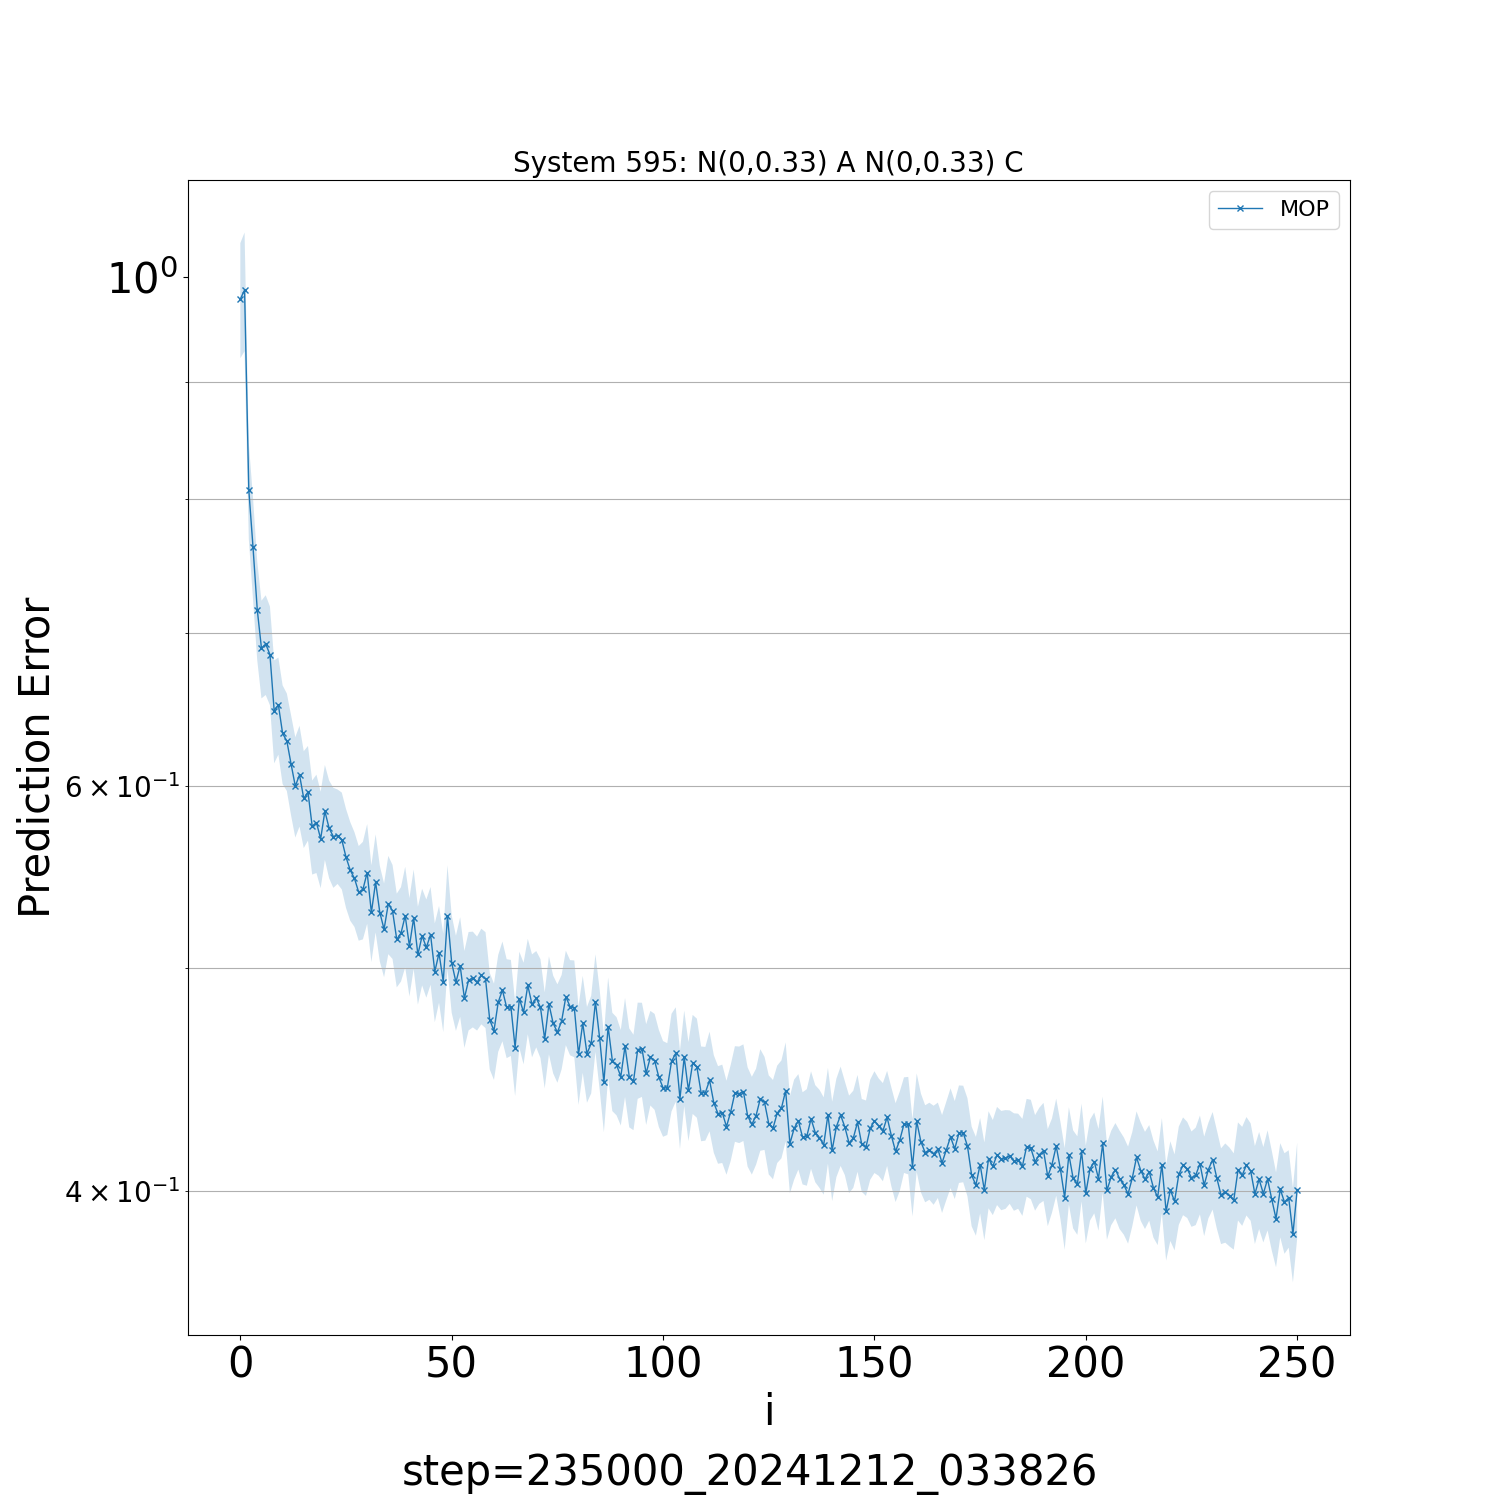 System 595: N(0,0.33) A N(0,0.33) C
MOP
10⁰
6 × 10⁻¹
4 × 10⁻¹
Prediction Error
0 50 100 150 200 250
i
step=235000_20241212_033826